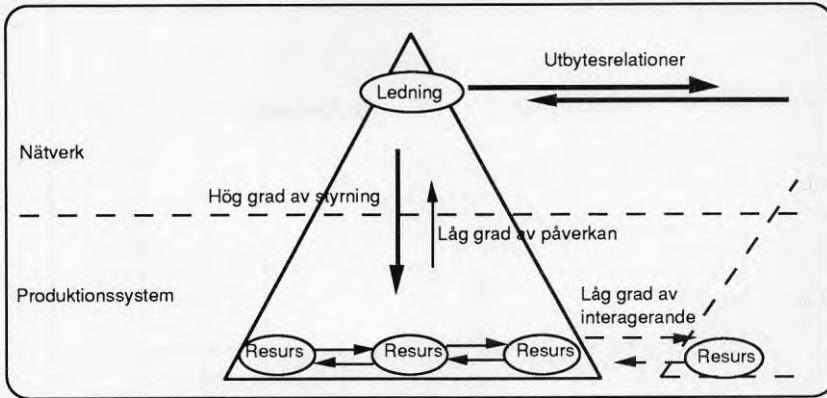 Utbytesrelationer
Ledning
Nätverk
Hög grad av styrning
Låg grad av påverkan
Produktionssystem
Låg grad av
interagerande
Resurs
Resurs
Resurs
Resurs